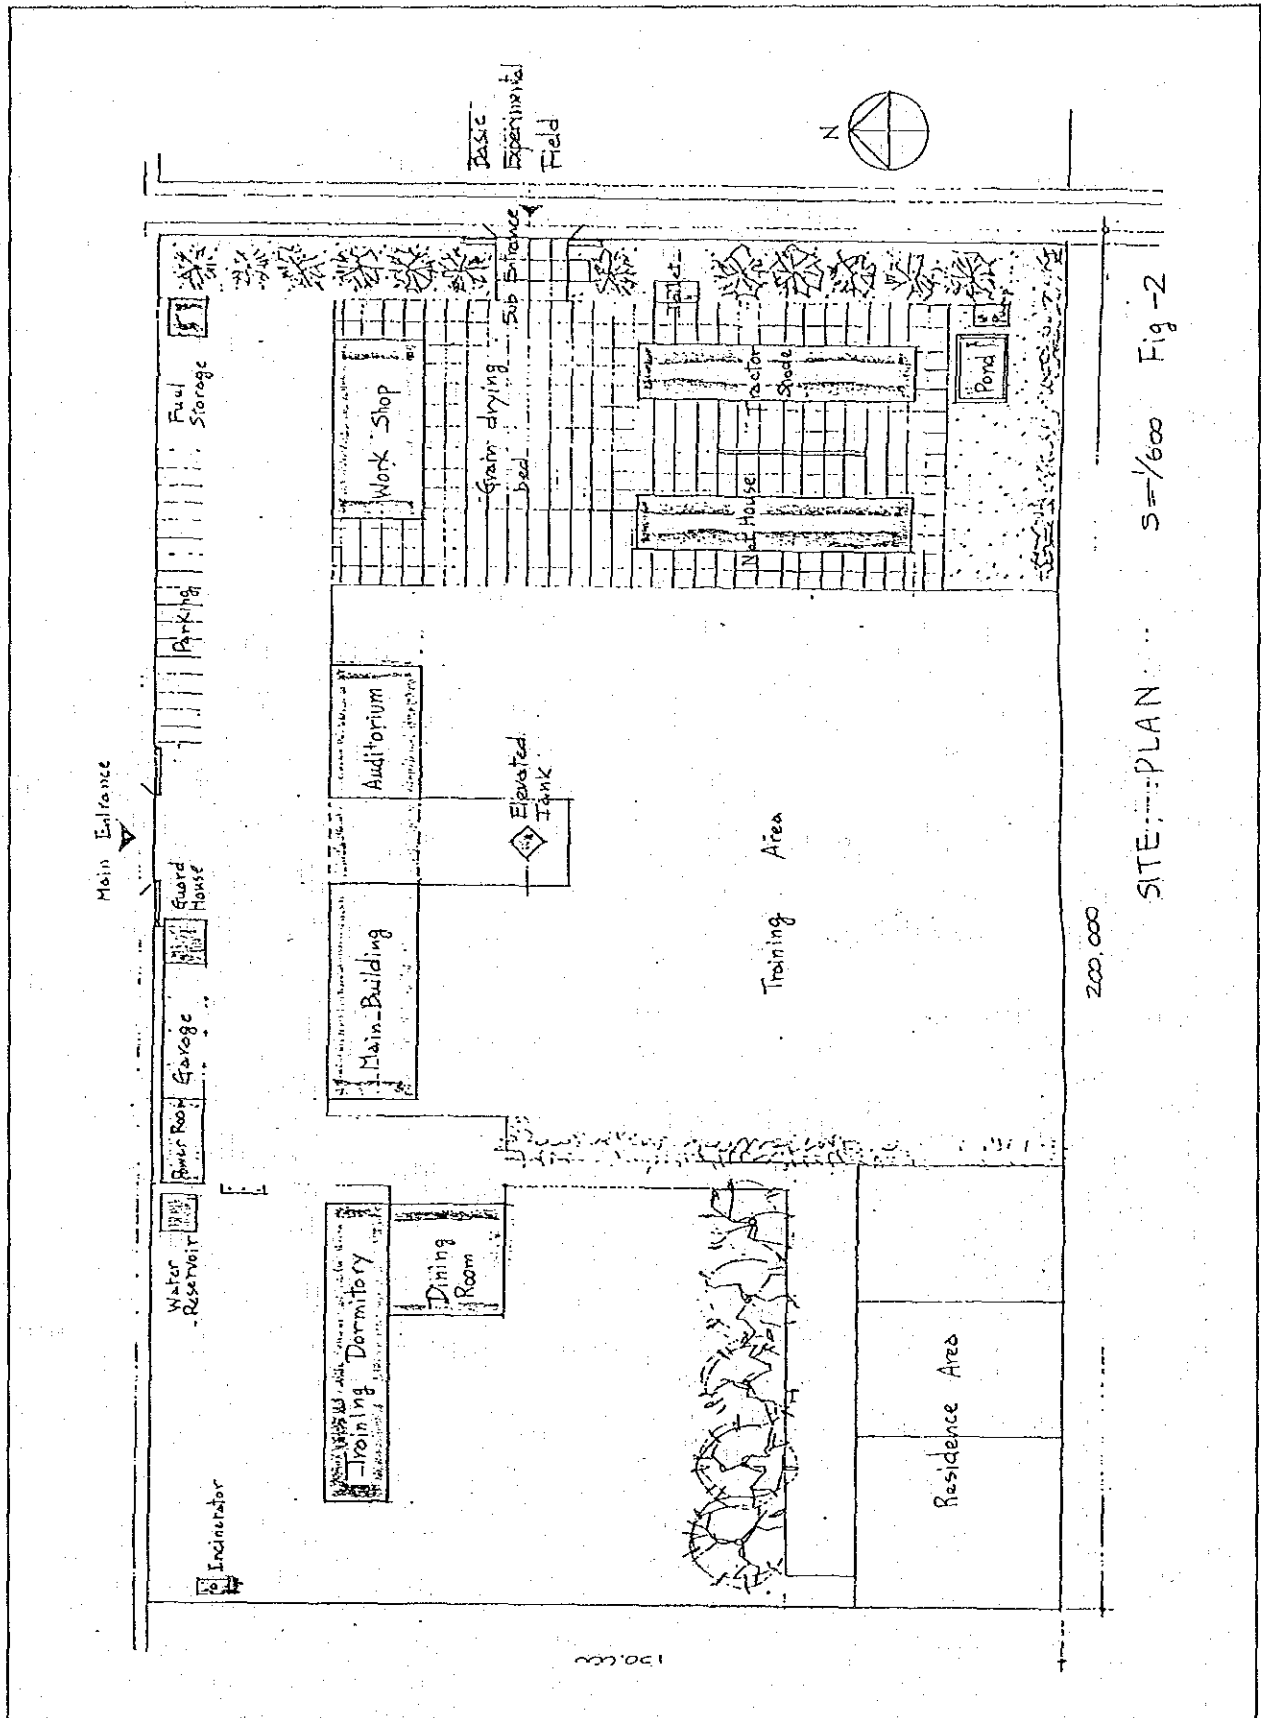 Main Entrance
Water
Reservoir
Power Room
Garage
Guard
House
Parking
Fuel
Storage
Incinerator
Training Dormitory
Dining
Room
Main Building
Auditorium
Work Shop
Elevated
Tank
Grain drying
bed
Sub Entrance
Basic
Experimental
Field
Training Area
Net House
Tractor
Shade
Toilet
Pond
Residence Area
N
200,000
SITE PLAN S=1/600 Fig-2